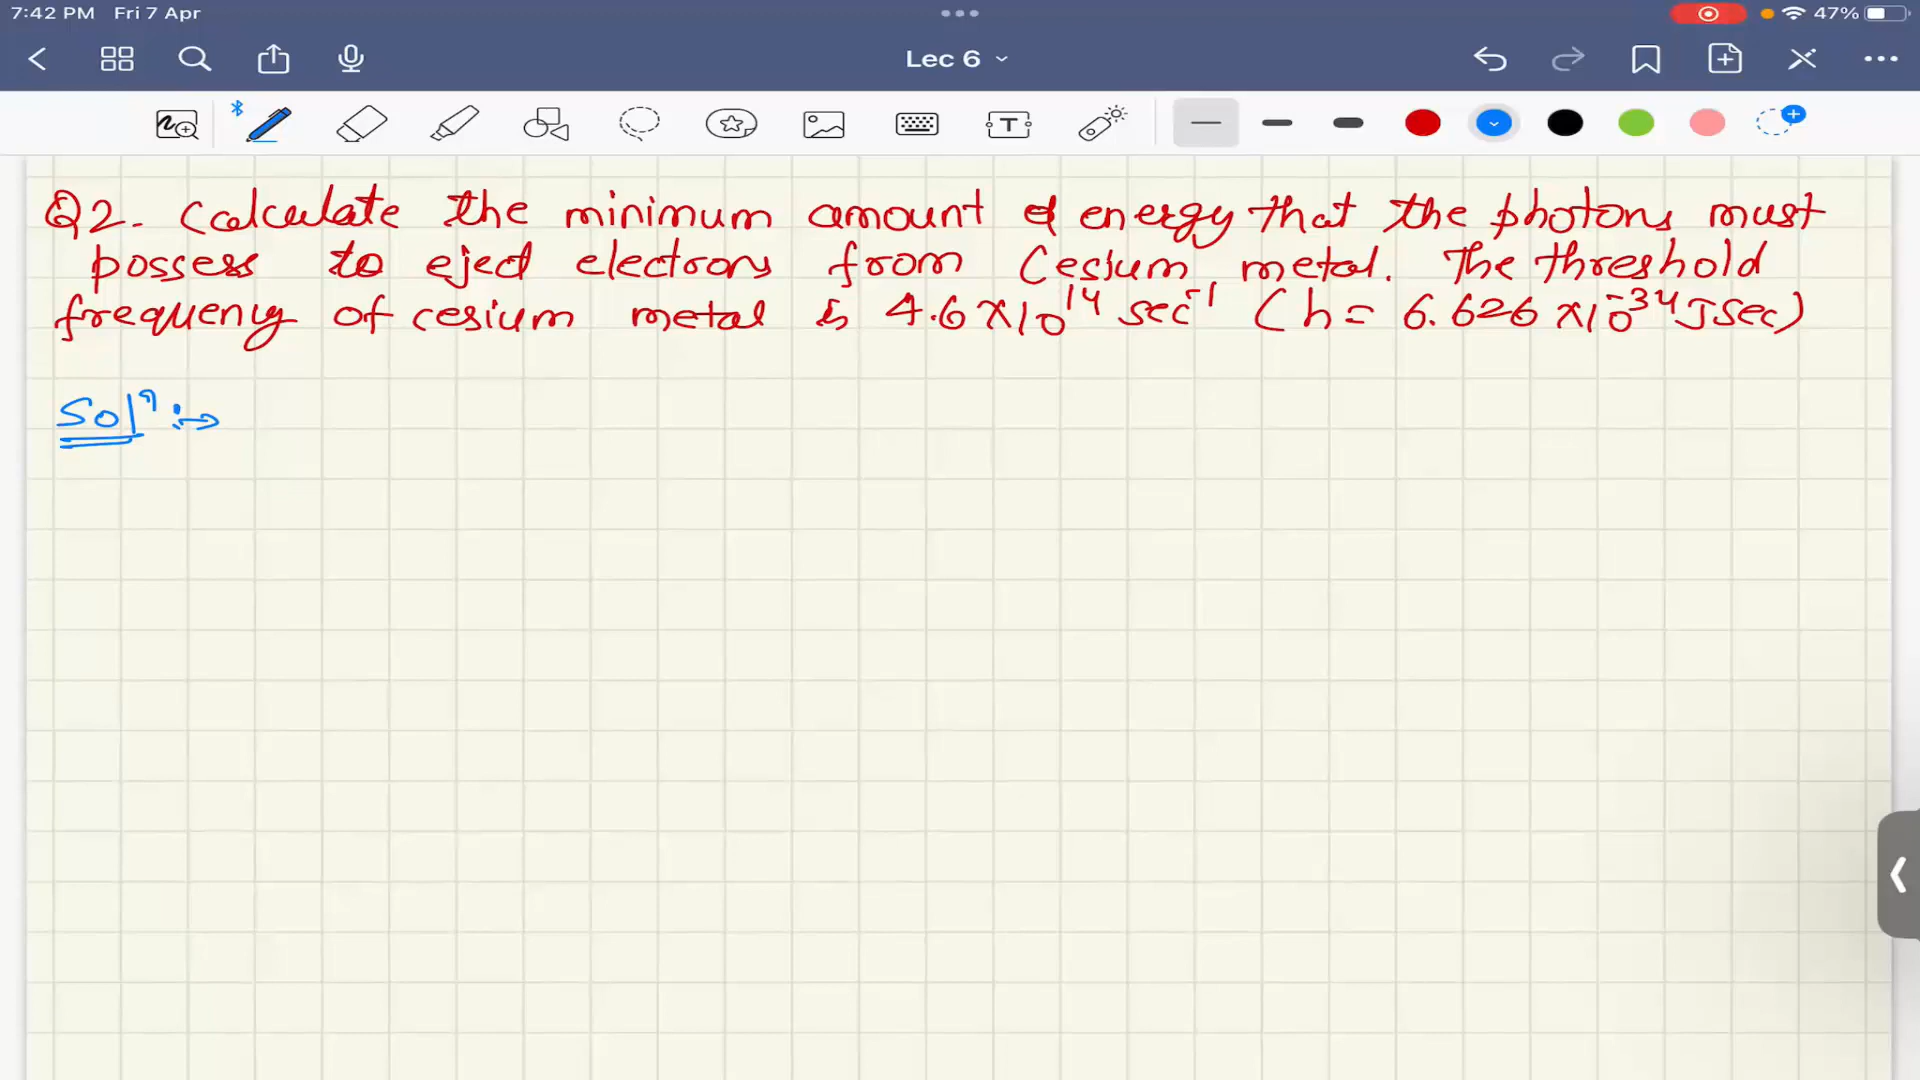 7:42 PM Fri 7 Apr
47%
Lec 6
Q2. Calculate the minimum amount of energy that the photons must
possess to eject electrons from Cesium metal. The threshold
frequency of cesium metal is 4.6 × 10¹⁴ sec⁻¹ (h = 6.626 × 10⁻³⁴ J sec)
Solⁿ :→